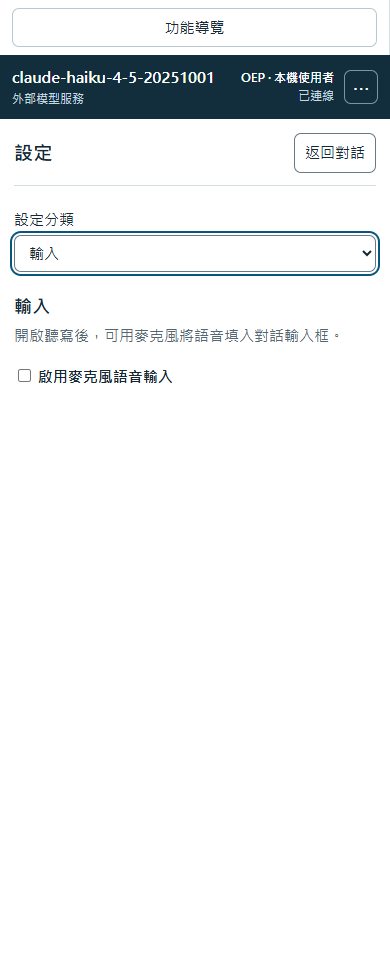 功能導覽
claude-haiku-4-5-20251001
外部模型服務
OEP · 本機使用者
已連線
...
設定
返回對話
設定分類
輸入
輸入
開啟聽寫後，可用麥克風將語音填入對話輸入框。
啟用麥克風語音輸入